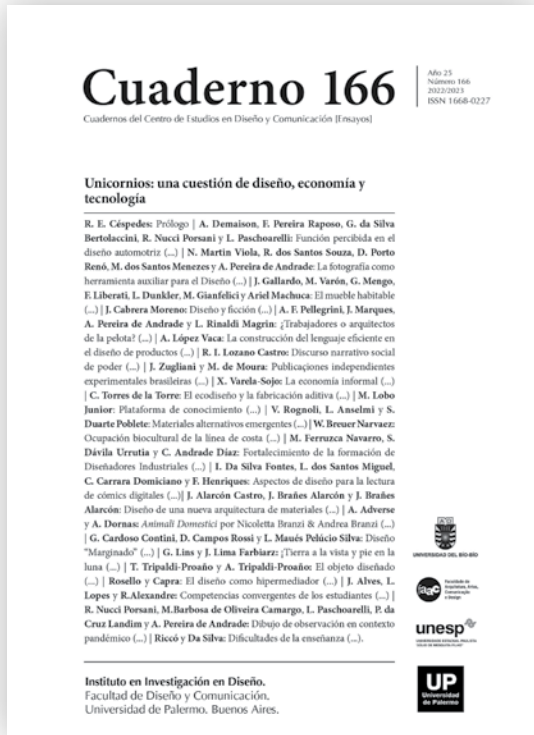 Cuaderno 166
Año 25
Número 166
2022/2023
ISSN 1668-0227
Cuadernos del Centro de Estudios en Diseño y Comunicación [Ensayos]
Unicornios: una cuestión de diseño, economía y
tecnología
R. E. Céspedes: Prólogo | A. Demaison, F. Pereira Raposo, G. da Silva
Bertolaccini, R. Nucci Porsani y L. Paschoarelli: Función percibida en el
diseño automotriz (...) | N. Martin Viola, R. dos Santos Souza, D. Porto
Renó, M. dos Santos Menezes y A. Pereira de Andrade: La fotografía como
herramienta auxiliar para el Diseño (...) | J. Gallardo, M. Varón, G. Mengo,
F. Liberati, L. Dunkler, M. Gianfelici y Ariel Machuca: El mueble habitable
(...) | J. Cabrera Moreno: Diseño y ficción (...) | A. F. Pellegrini, J. Marques,
A. Pereira de Andrade y L. Rinaldi Magrin: ¿Trabajadores o arquitectos
de la pelota? (...) | A. López Vaca: La construcción del lenguaje eficiente en
el diseño de productos (...) | R. I. Lozano Castro: Discurso narrativo social
de poder (...) | J. Zugliani y M. de Moura: Publicaçiones independientes
experimentales brasileiras (...) | X. Varela-Sojo: La economía informal (...)
| C. Torres de la Torre: El ecodiseño y la fabricación aditiva (...) | M. Lobo
Junior: Plataforma de conocimiento (...) | V. Rognoli, L. Anselmi y S.
Duarte Poblete: Materiales alternativos emergentes (...) | W. Breuer Narvaez:
Ocupación biocultural de la línea de costa (...) | M. Ferruzca Navarro, S.
Dávila Urrutia y C. Andrade Díaz: Fortalecimiento de la formación de
Diseñadores Industriales (...) | I. Da Silva Fontes, L. dos Santos Miguel,
C. Carrara Domiciano y F. Henriques: Aspectos de diseño para la lectura
de cómics digitales (...)| J. Alarcón Castro, J. Brañes Alarcón y J. Brañes
Alarcón: Diseño de una nueva arquitectura de materiales (...) | A. Adverse
y A. Dornas: Animali Domestici por Nicoletta Branzi & Andrea Branzi (...)
| G. Cardoso Contini, D. Campos Rossi y L. Maués Pelúcio Silva: Diseño
"Marginado" (...) | G. Lins y J. Lima Farbiarz: ¡Tierra a la vista y pie en la
luna (...) | T. Tripaldi-Proaño y A. Tripaldi-Proaño: El objeto diseñado
(...) | Rosello y Capra: El diseño como hipermediador (...) | J. Alves, L.
Lopes y R.Alexandre: Competencias convergentes de los estudiantes (...) |
R. Nucci Porsani, M.Barbosa de Oliveira Camargo, L. Paschoarelli, P. da
Cruz Landim y A. Pereira de Andrade: Dibujo de observación en contexto
pandémico (...) | Riccó y Da Silva: Dificultades de la enseñanza (...).
UNIVERSIDAD DEL BÍO-BÍO
faac
Faculdade de
Arquitetura, Artes,
Comunicação
e Design
unesp
UNIVERSIDADE ESTADUAL PAULISTA
"JÚLIO DE MESQUITA FILHO"
UP
Universidad
de Palermo
Instituto en Investigación en Diseño.
Facultad de Diseño y Comunicación.
Universidad de Palermo. Buenos Aires.